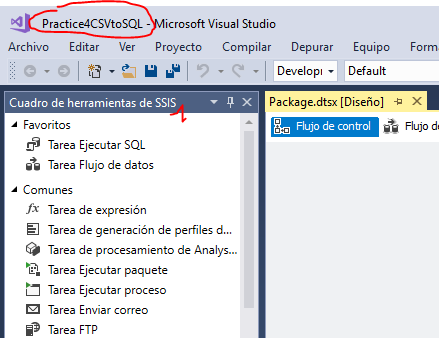 Practice4CSVtoSQL - Microsoft Visual Studio
Archivo Editar Ver Proyecto Compilar Depurar Equipo
Developr Default
Cuadro de herramientas de SSIS
1
Package.dtsx [Diseño]
Flujo de control Flujo de
Favoritos
Tarea Ejecutar SQL
Tarea Flujo de datos
Comunes
fx Tarea de expresión
Tarea de generación de perfiles d...
Tarea de procesamiento de Analys...
Tarea Ejecutar paquete
Tarea Ejecutar proceso
Tarea Enviar correo
Tarea FTP